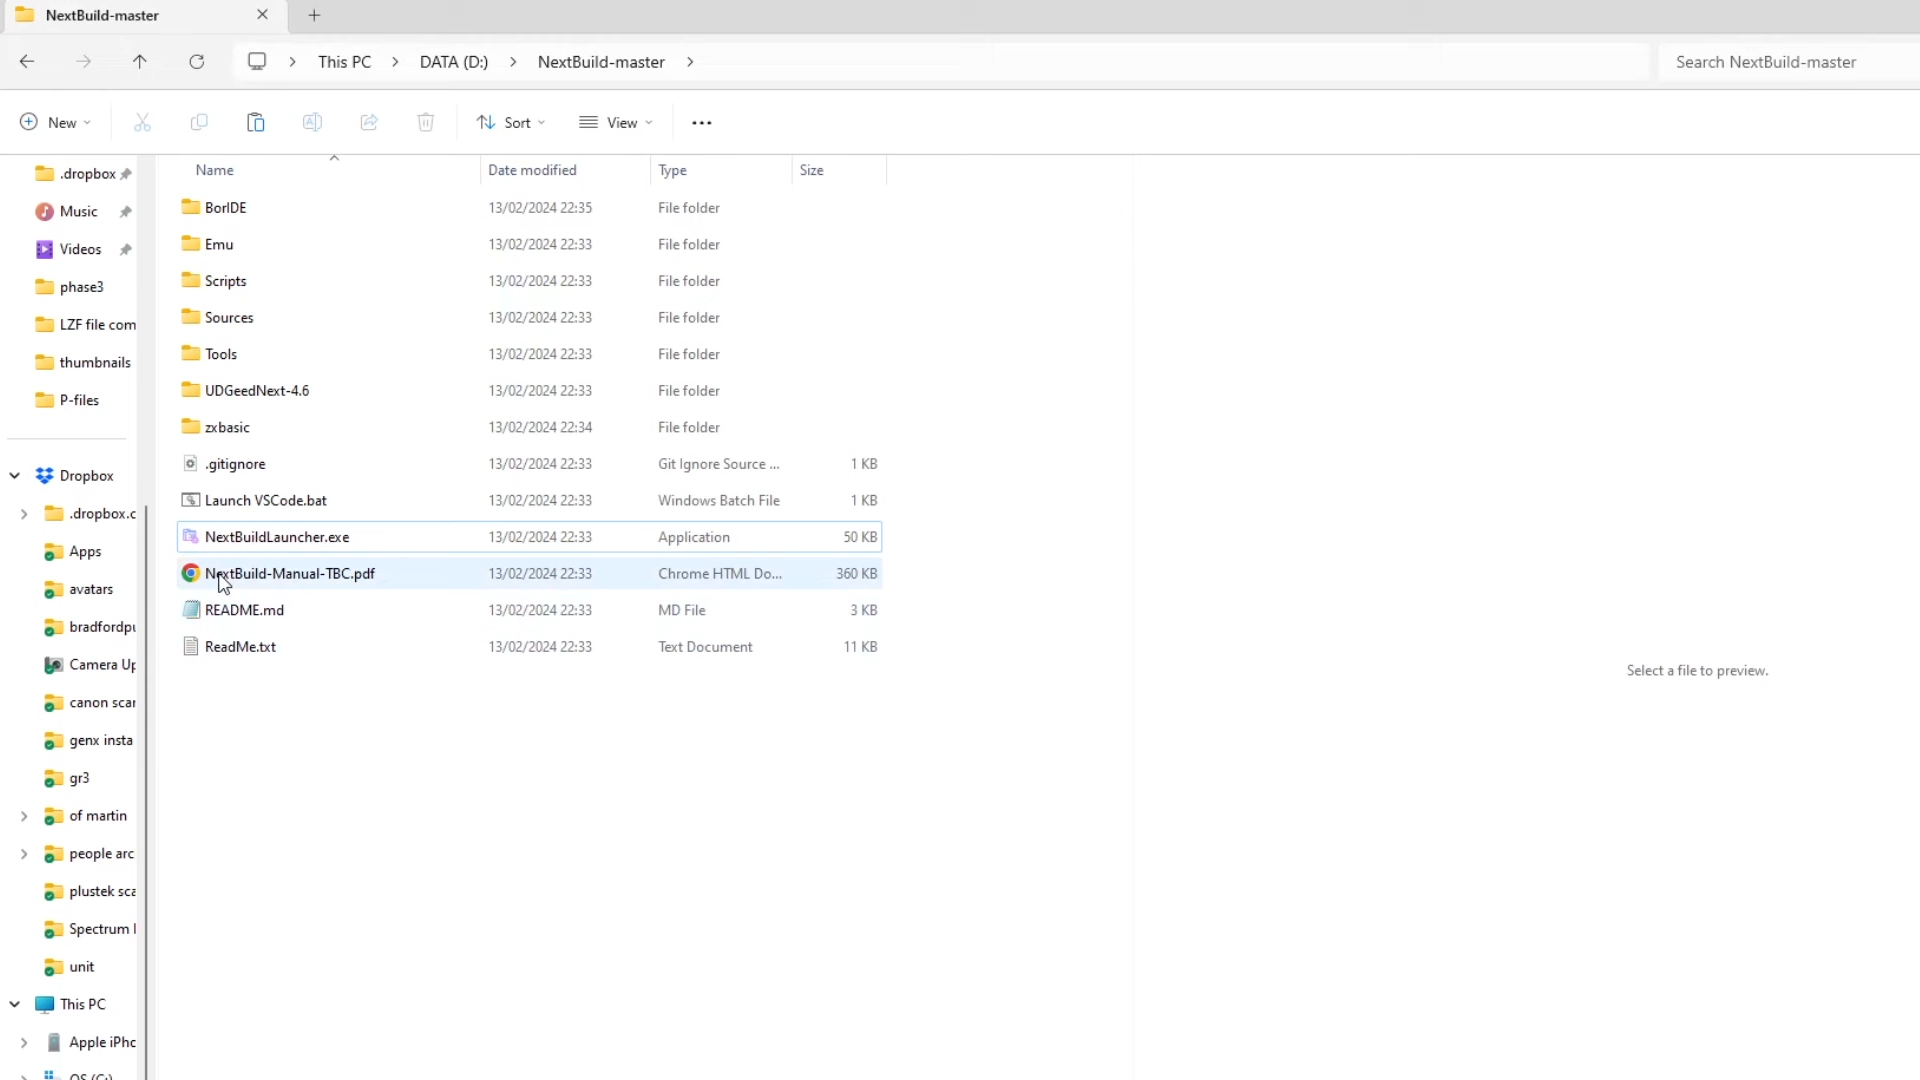 NextBuild-master
This PC > DATA (D:) > NextBuild-master >
Search NextBuild-master
New
Sort
View
.dropbox
Music
Videos
phase3
LZF file com
thumbnails
P-files
Dropbox
.dropbox.c
Apps
avatars
bradfordpu
Camera Up
canon scar
genx insta
gr3
of martin
people arc
plustek sca
Spectrum
unit
This PC
Apple iPho
OS (C:)
Name Date modified Type Size
BorIDE 13/02/2024 22:35 File folder
Emu 13/02/2024 22:33 File folder
Scripts 13/02/2024 22:33 File folder
Sources 13/02/2024 22:33 File folder
Tools 13/02/2024 22:33 File folder
UDGeedNext-4.6 13/02/2024 22:33 File folder
zxbasic 13/02/2024 22:34 File folder
.gitignore 13/02/2024 22:33 Git Ignore Source ... 1 KB
Launch VSCode.bat 13/02/2024 22:33 Windows Batch File 1 KB
NextBuildLauncher.exe 13/02/2024 22:33 Application 50 KB
NextBuild-Manual-TBC.pdf 13/02/2024 22:33 Chrome HTML Do... 360 KB
README.md 13/02/2024 22:33 MD File 3 KB
ReadMe.txt 13/02/2024 22:33 Text Document 11 KB
Select a file to preview.